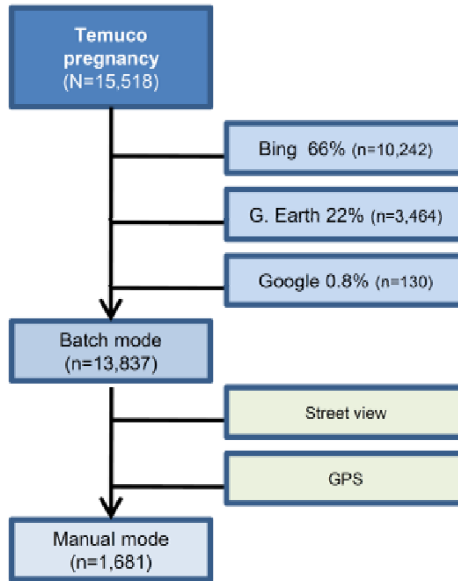 Temuco
pregnancy
(N=15,518)
Bing 66% (n=10,242)
G. Earth 22% (n=3,464)
Google 0.8% (n=130)
Batch mode
(n=13,837)
Street view
GPS
Manual mode
(n=1,681)